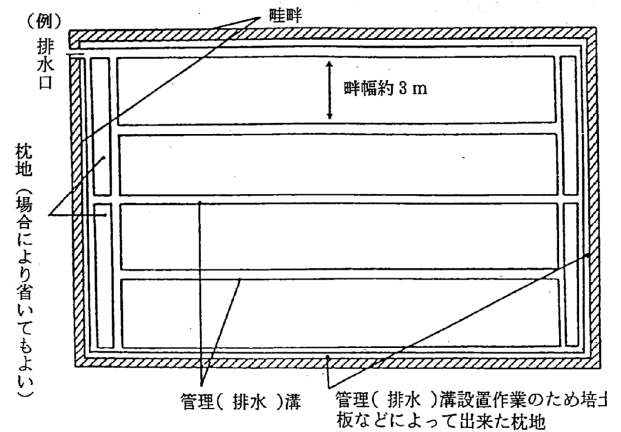 (例)
畦畔
排水口
畔幅約3m
枕地(場合により省いてもよい)
管理(排水)溝
管理(排水)溝設置作業のため培土
板などによって出来た枕地